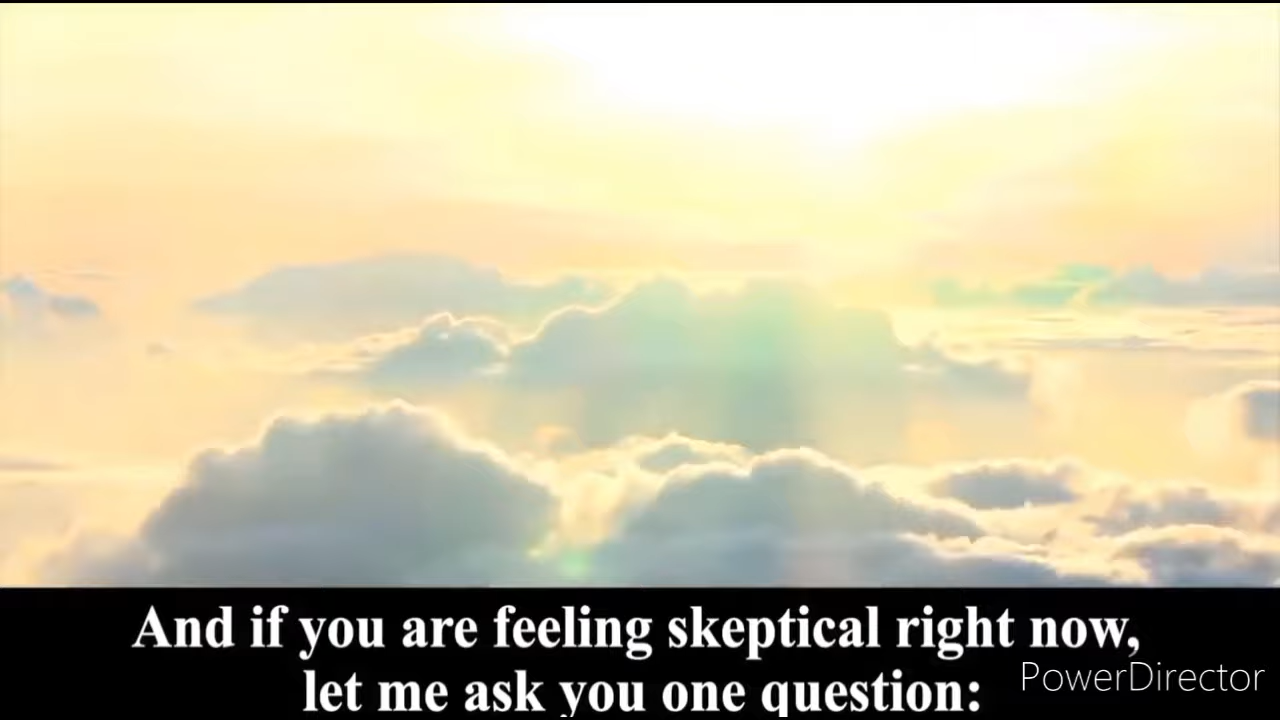 And if you are feeling skeptical right now,
let me ask you one question:
PowerDirector